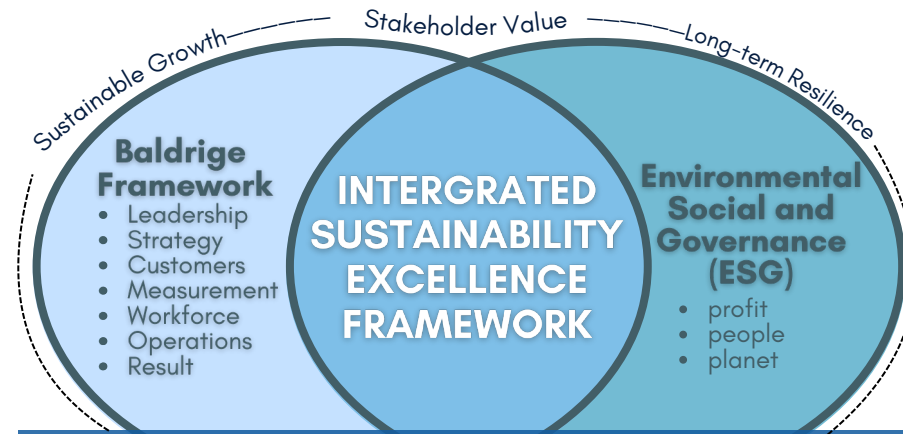 Stakeholder Value
Sustainable Growth
Long-term Resilience
Baldrige
Framework
• Leadership
• Strategy
• Customers
• Measurement
• Workforce
• Operations
• Result
INTERGRATED
SUSTAINABILITY
EXCELLENCE
FRAMEWORK
Environmental
Social and
Governance
(ESG)
• profit
• people
• planet